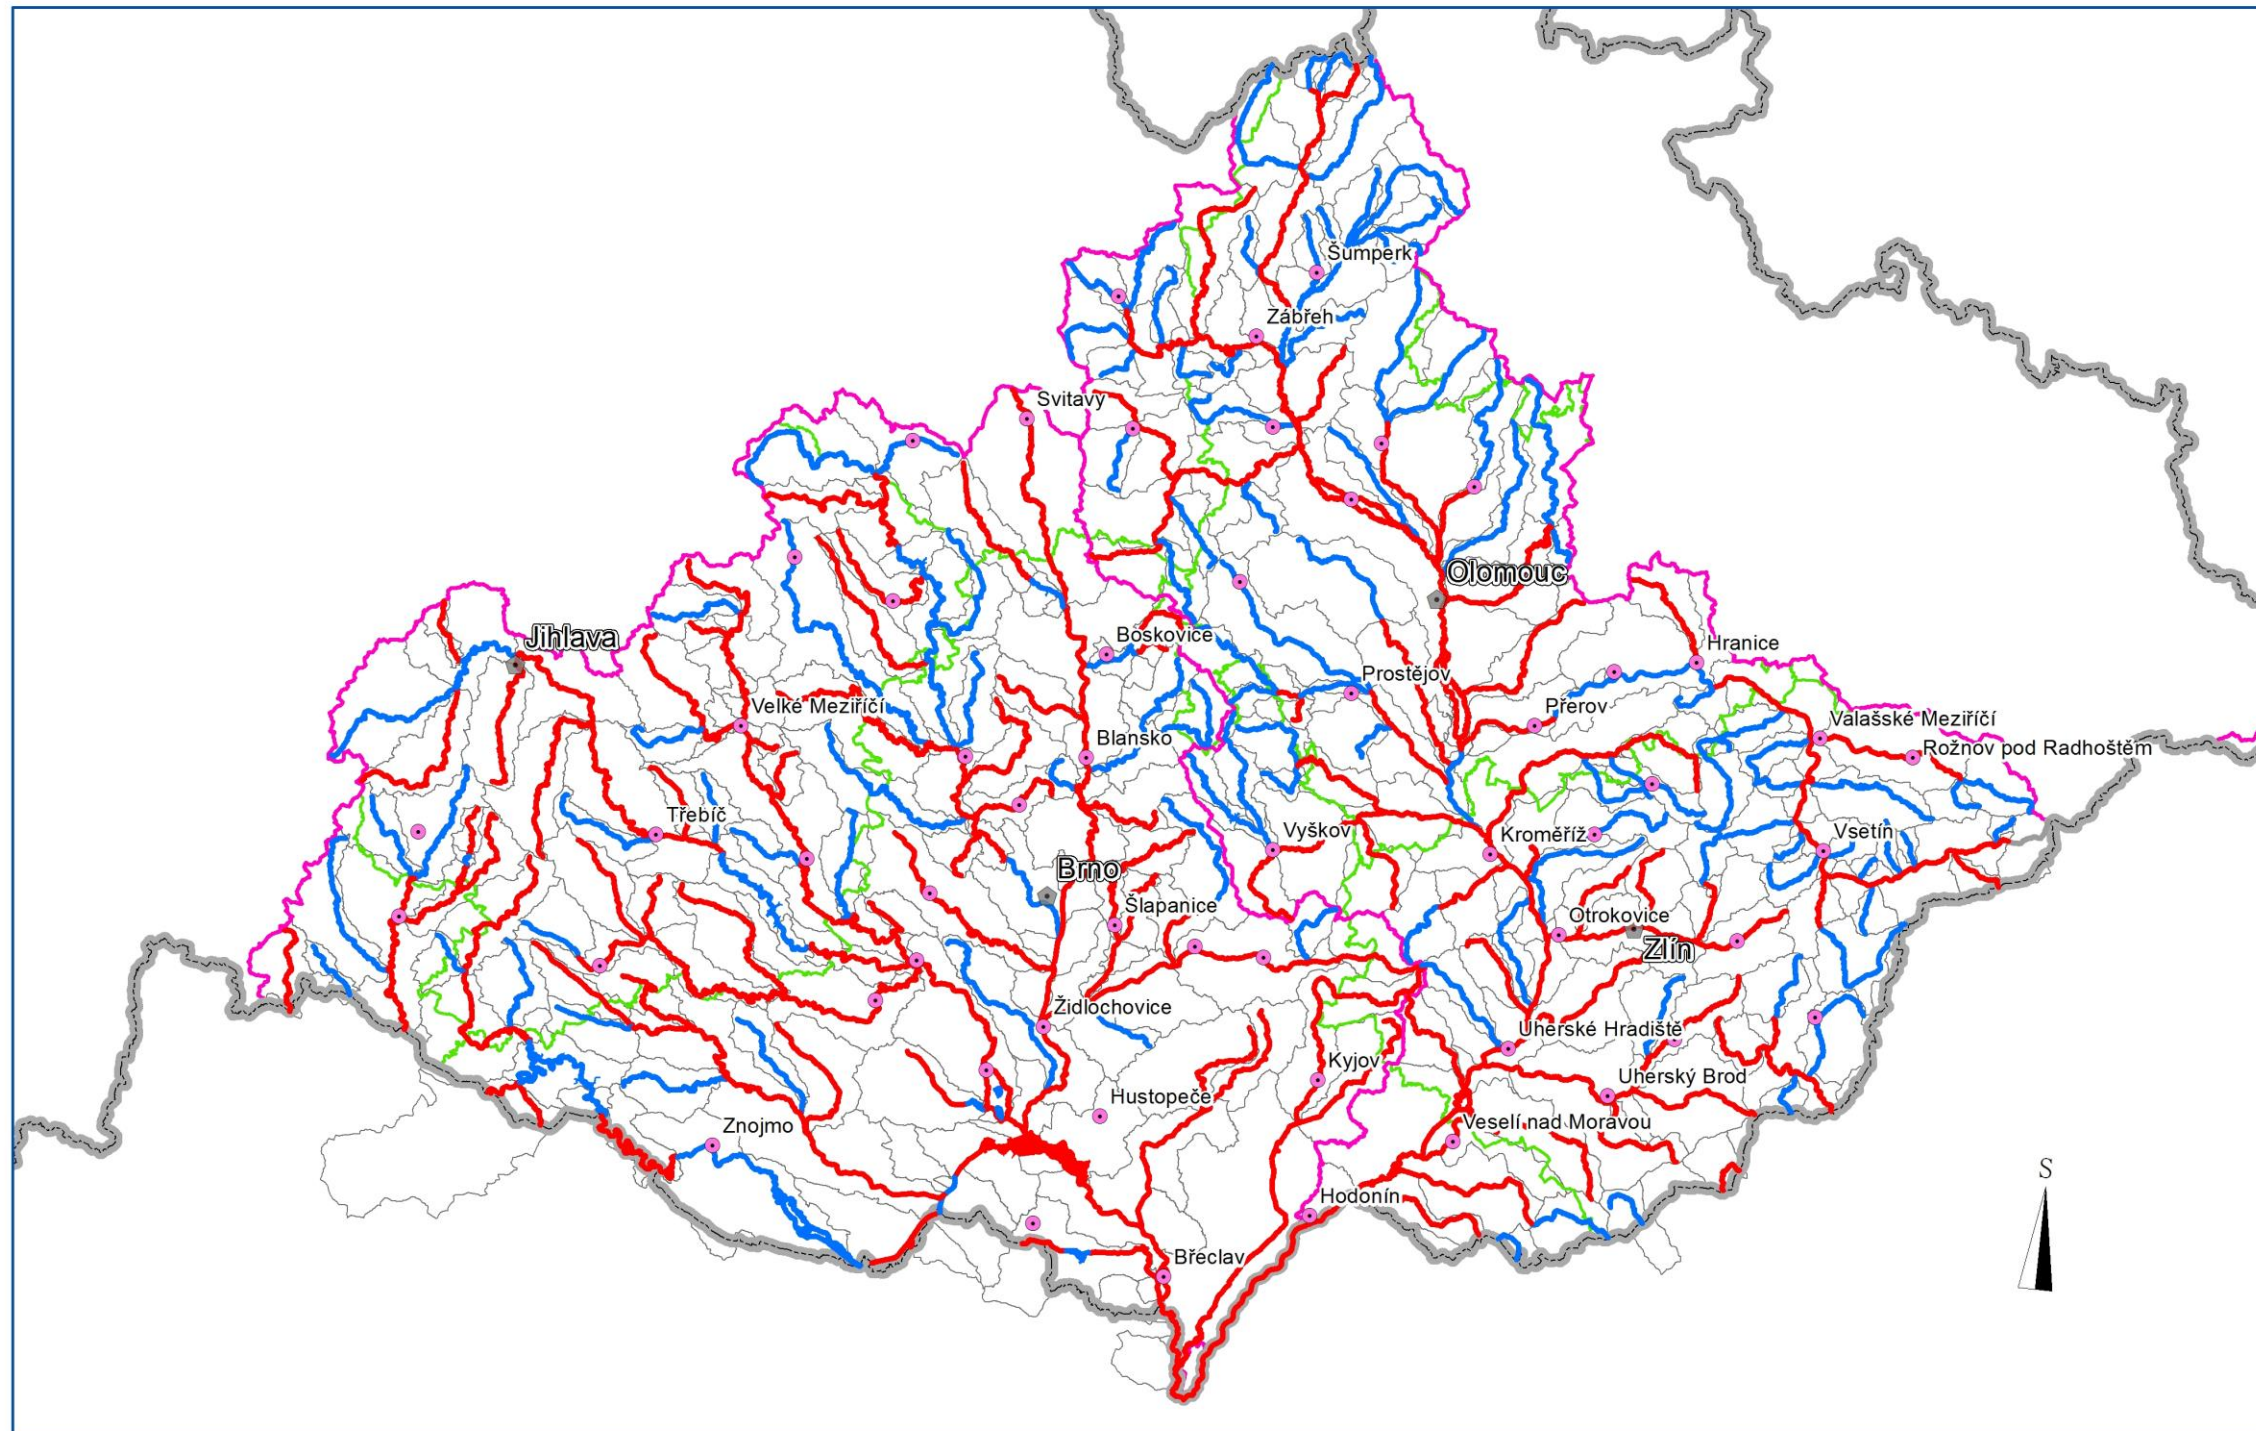 Šumperk
Zábřeh
Svitavy
Olomouc
Jihlava
Boskovice
Hranice
Prostějov
Velké Meziříčí
Přerov
Valašské Meziříčí
Blansko
Rožnov pod Radhoštěm
Třebíč
Vyškov
Kroměříž
Vsetín
Brno
Šlapanice
Otrokovice
Zlín
Židlochovice
Uherské Hradiště
Kyjov
Uherský Brod
Hustopeče
Znojmo
Veselí nad Moravou
S
Hodonín
Břeclav